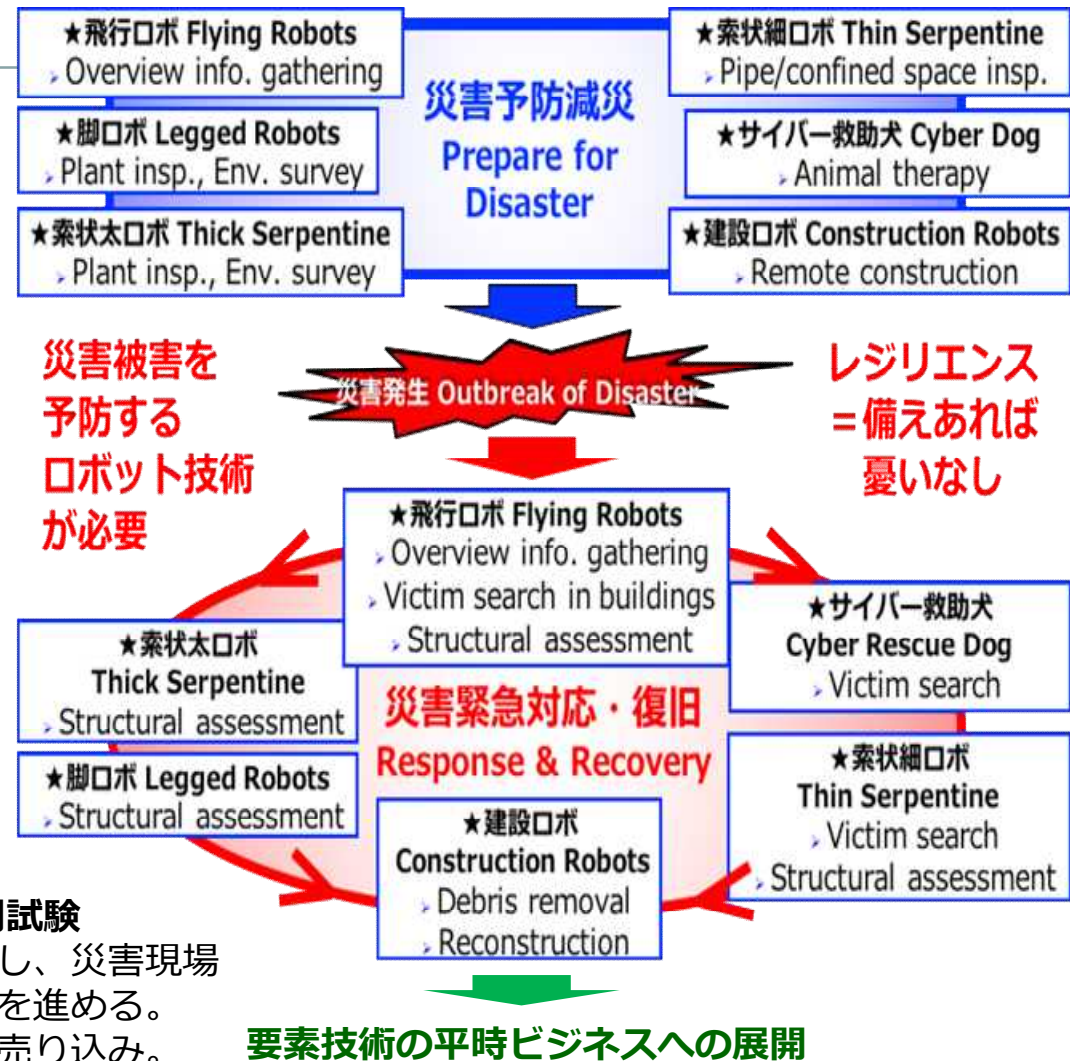 ★飛行ロボ Flying Robots
Overview info. gathering
★脚ロボ Legged Robots
Plant insp., Env. survey
★索状太ロボ Thick Serpentine
Plant insp., Env. survey
災害予防減災
Prepare for
Disaster
★索状細ロボ Thin Serpentine
Pipe/confined space insp.
★サイバー救助犬 Cyber Dog
Animal therapy
★建設ロボ Construction Robots
Remote construction
災害被害を
予防する
ロボット技術
が必要
災害発生 Outbreak of Disaster
レジリエンス
＝備えあれば
憂いなし
★飛行ロボ Flying Robots
Overview info. gathering
Victim search in buildings
Structural assessment
★索状太ロボ
Thick Serpentine
Structural assessment
★脚ロボ Legged Robots
Structural assessment
災害緊急対応・復旧
Response & Recovery
★サイバー救助犬
Cyber Rescue Dog
Victim search
★索状細ロボ
Thin Serpentine
Victim search
Structural assessment
★建設ロボ
Construction Robots
Debris removal
Reconstruction
試験
し、災害現場
を進める。
売り込み。
要素技術の平時ビジネスへの展開